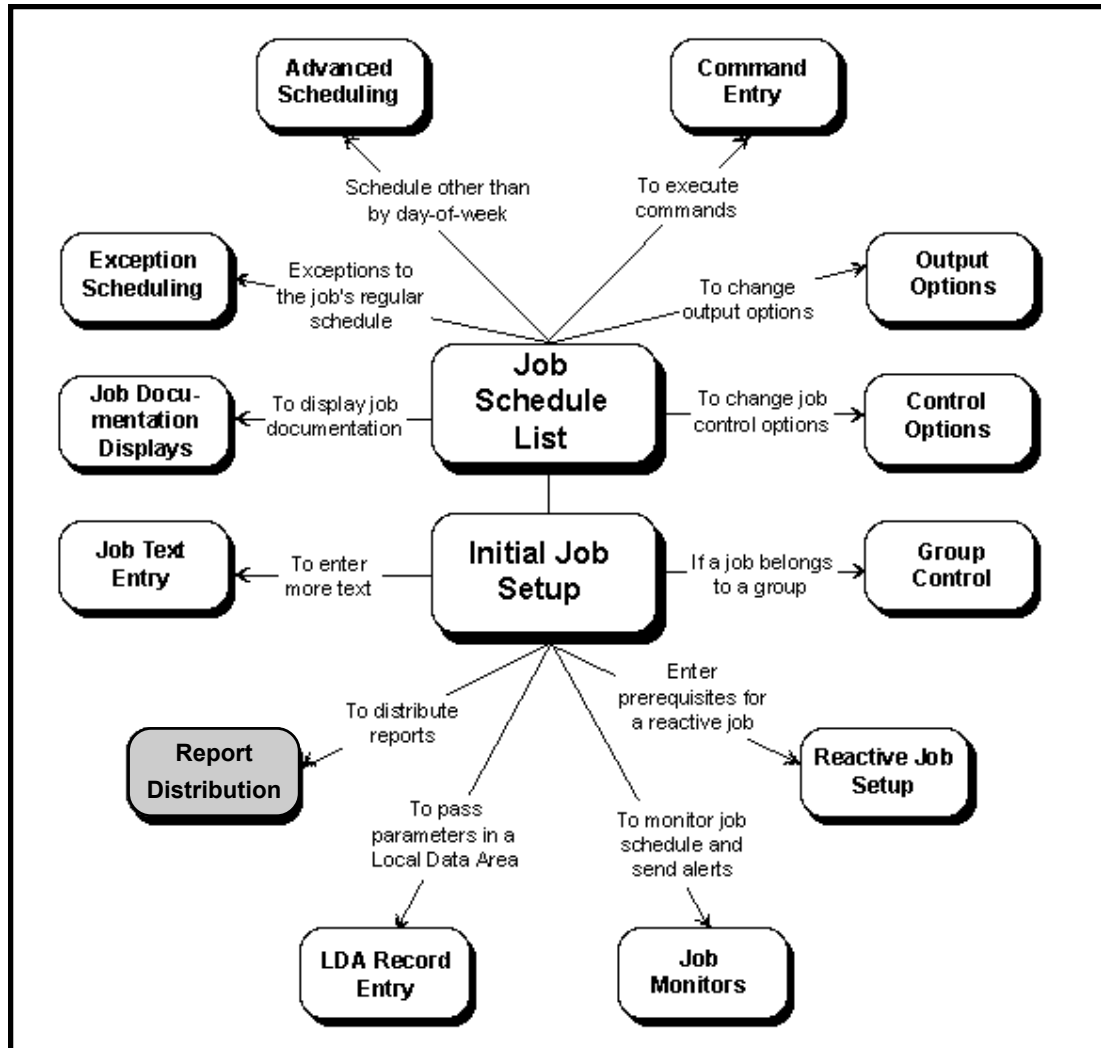 Advanced
Scheduling
Command
Entry
Schedule other than
by day-of-week
To execute
commands
Exception
Scheduling
Exceptions to
the job's regular
schedule
To change
output options
Output
Options
Job Docu-
mentation
Displays
To display job
documentation
Job
Schedule
List
To change job
control options
Control
Options
Job Text
Entry
To enter
more text
Initial Job
Setup
If a job belongs
to a group
Group
Control
Report
Distribution
To distribute
reports
Enter
prerequisites for
a reactive job
Reactive Job
Setup
To pass
parameters in a
Local Data Area
To monitor job
schedule and
send alerts
LDA Record
Entry
Job
Monitors